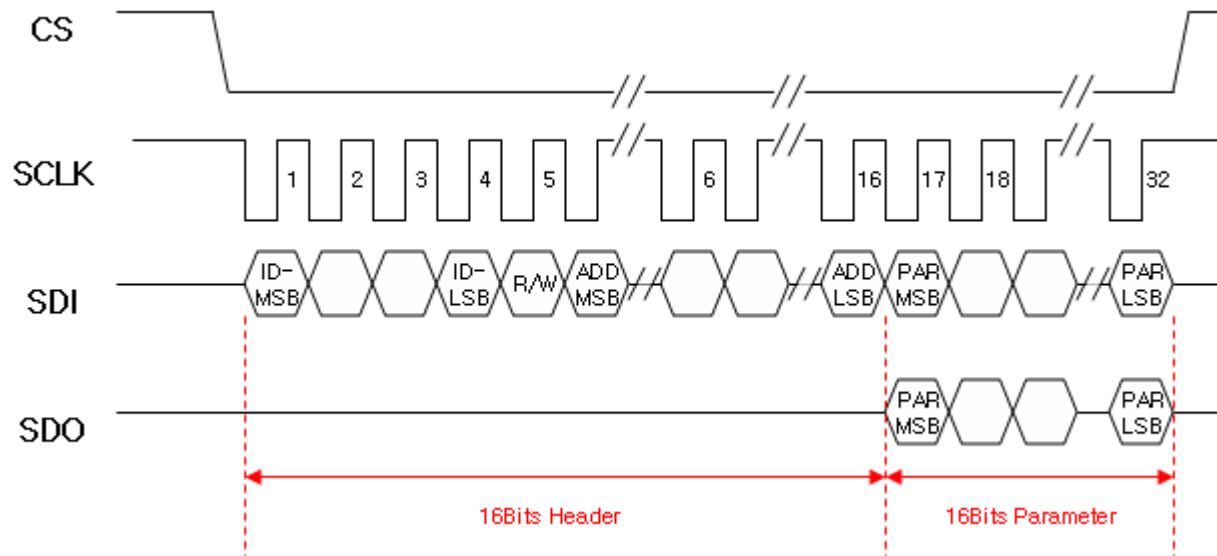 CS
SCLK
1 2 3 4 5 6 16 17 18 32
SDI
ID-
MSB
ID-
LSB
R/W
ADD
MSB
ADD
LSB
PAR
MSB
PAR
LSB
SDO
PAR
MSB
PAR
LSB
16Bits Header
16Bits Parameter